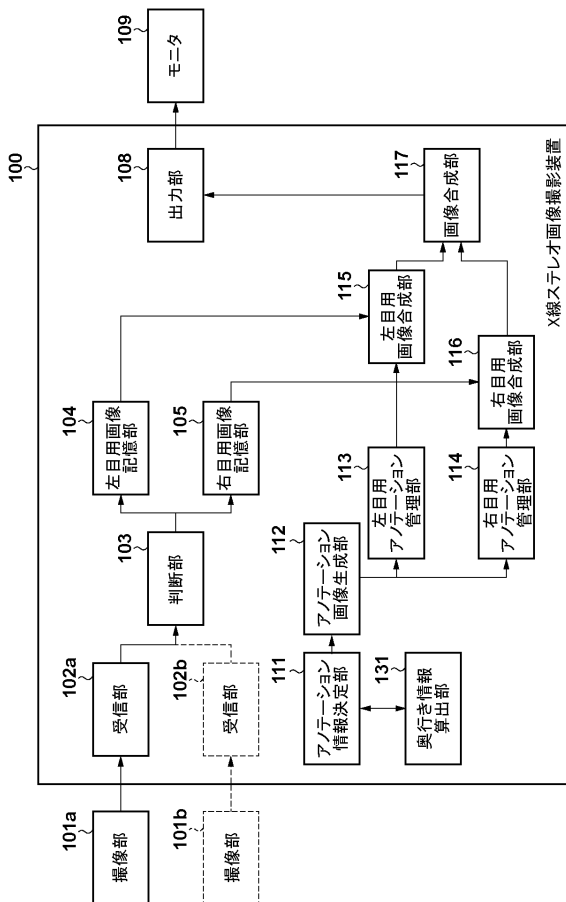 100
101a
撮像部
101b
撮像部
102a
受信部
102b
受信部
103
判断部
104
左目用画像
記憶部
105
右目用画像
記憶部
108
出力部
109
モニタ
111
アノテーション
情報決定部
131
奥行き情報
算出部
112
アノテーション
画像生成部
113
左目用
アノテーション
管理部
114
右目用
アノテーション
管理部
115
左目用
画像合成部
116
右目用
画像合成部
117
画像合成部
X線ステレオ画像撮影装置